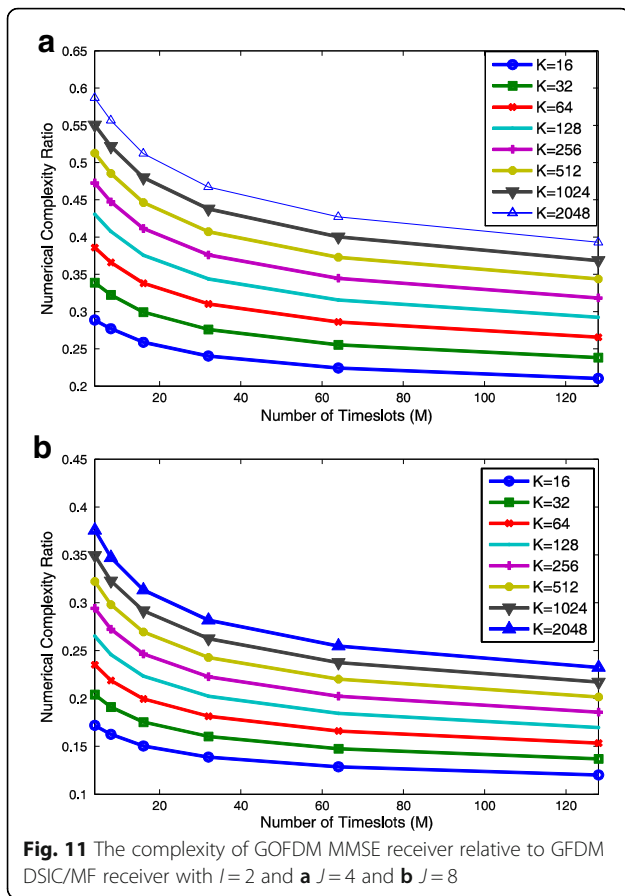 a
0.65
0.6
0.55
0.5
0.45
0.4
0.35
0.3
0.25
0.2
Numerical Complexity Ratio
K=16
K=32
K=64
K=128
K=256
K=512
K=1024
K=2048
20 40 60 80 100 120
Number of Timeslots (M)
b
0.45
0.4
0.35
0.3
0.25
0.2
0.15
0.1
Numerical Complexity Ratio
K=16
K=32
K=64
K=128
K=256
K=512
K=1024
K=2048
20 40 60 80 100 120
Number of Timeslots (M)
Fig. 11 The complexity of GOFDM MMSE receiver relative to GFDM
DSIC/MF receiver with I = 2 and a J = 4 and b J = 8